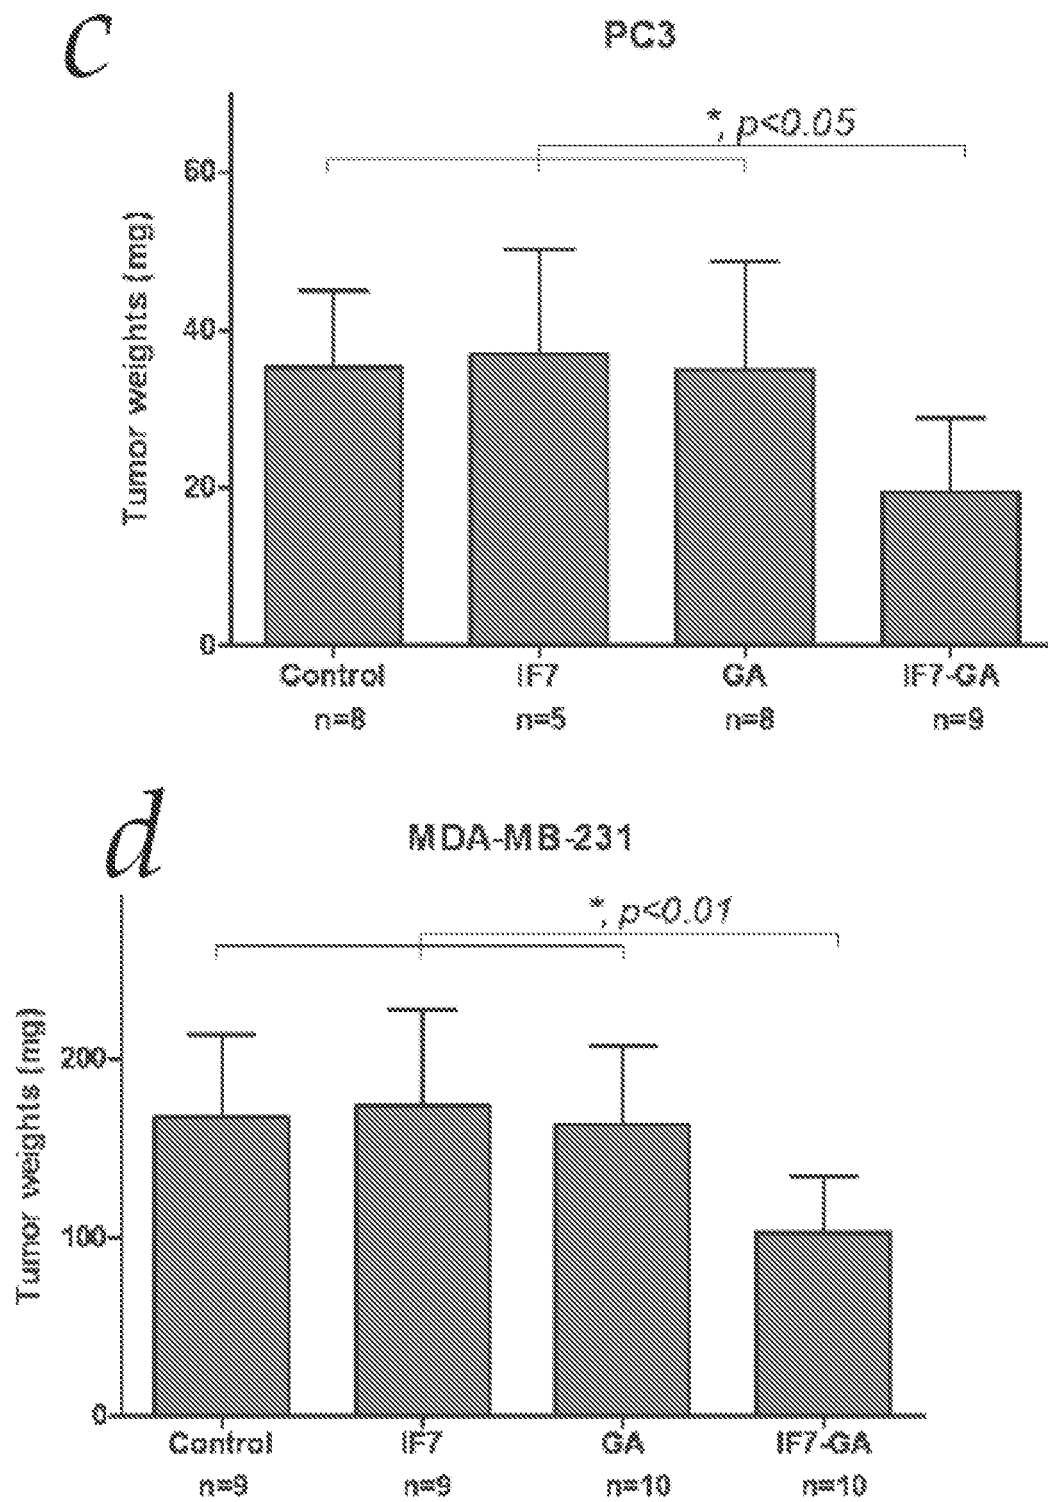 c
PC3
*, p<0.05
Tumor weights (mg)
60
40
20
0
Control IF7 GA IF7-GA
n=8 n=5 n=8 n=9
d
MDA-MB-231
*, p<0.01
Tumor weights (mg)
200
100
0
Control IF7 GA IF7-GA
n=9 n=9 n=10 n=10